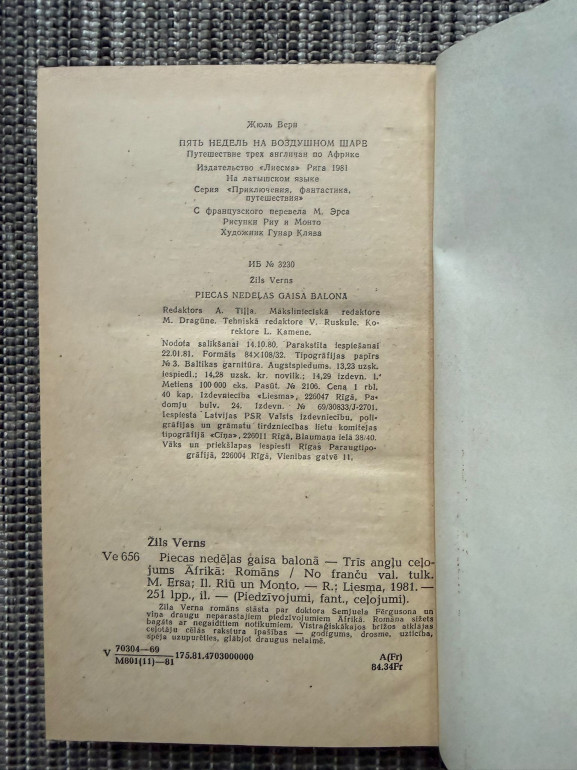 Жюль Верн
ПЯТЬ НЕДЕЛЬ НА ВОЗДУШНОМ ШАРЕ
Путешествие трех англичан по Африке
Издательство «Лиесма» Рига 1981
На латышском языке
Серия «Приключения, фантастика,
путешествия»
С французского перевела М. Эрса
Рисунки Риу и Монто
Художник Гунар Клява
ИБ № 3230
Žils Verns
PIECAS NEDĒĻAS GAISA BALONĀ
Redaktors A. Tiļļa. Mākslinieciskā redaktore
M. Dragūne. Tehniskā redaktore V. Ruskule. Ko-
rektore L. Kamene.
Nodota salikšanai 14.10.80. Parakstīta iespiešanai
22.01.81. Formāts 84×108/32. Tipogrāfijas papīrs
№ 3. Baltikas garnitūra. Augstspiedums. 13,23 uzsk.
iespiedl.; 14,28 uzsk. kr. novilk.; 14,29 izdevn. l.
Metiens 100 000 eks. Pasūt. № 2106. Cena 1 rbl.
40 kap. Izdevniecība «Liesma», 226047 Rīgā, Pa-
domju bulv. 24. Izdevn. № 69/30833/J-2701.
Iespiesta Latvijas PSR Valsts izdevniecību, poli-
grāfijas un grāmatu tirdzniecības lietu komitejas
tipogrāfijā «Cīņa», 226011 Rīgā, Blaumaņa ielā 38/40.
Vāks un priekšlapas iespiesti Rīgas Paraugtipo-
grāfijā, 226004 Rīgā, Vienības gatvē 11.
Žils Verns
Ve 656 Piecas nedēļas gaisa balonā — Trīs angļu ceļo-
jums Āfrikā: Romāns / No franču val. tulk.
M. Ersa; Il. Riū un Monto. — R.; Liesma, 1981. —
251 lpp., il. — (Piedzīvojumi, fant., ceļojumi).
Žila Verna romāns stāsta par doktora Semjuela Fērgusona un
viņa draugu neparastajiem piedzīvojumiem Āfrikā. Romāna sižets
bagāts ar negaidītiem notikumiem. Vistraģiskākajos brīžos atklājas
ceļotāju cēlās rakstura īpašības — godīgums, drosme, uzticība,
spēja uzupurēties, glābjot draugus nelaimē.
V 70304—69
M801(11)—81 175.81.4703000000 A(Fr)
84.34Fr